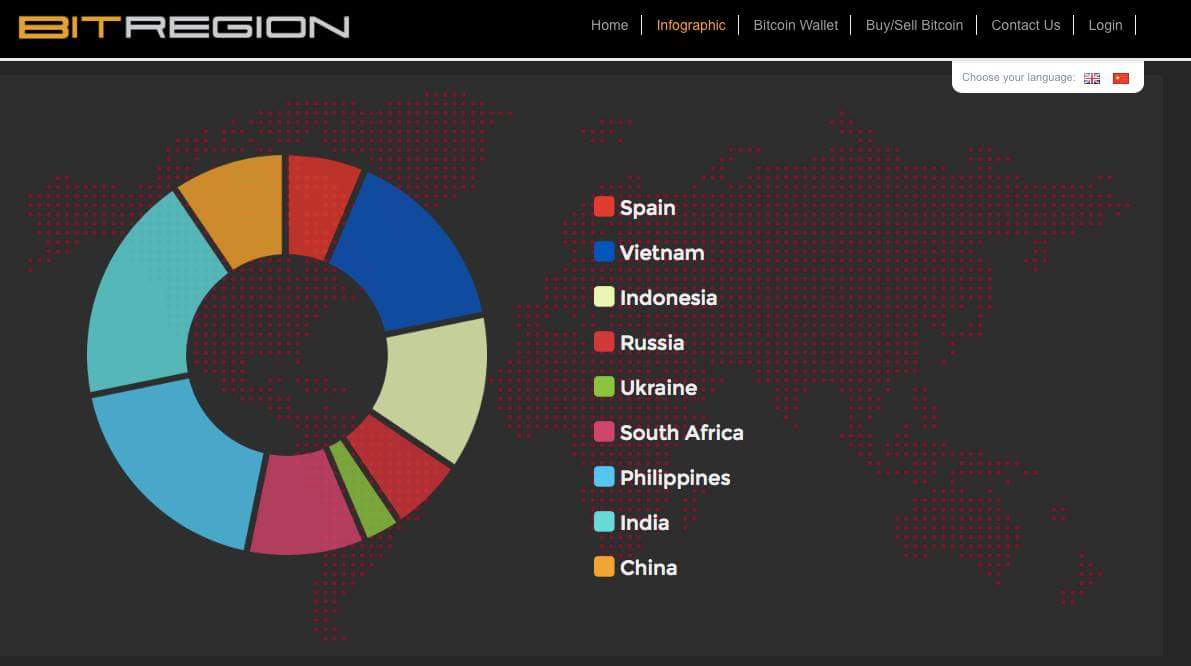 BITREGION
Home Infographic Bitcoin Wallet Buy/Sell Bitcoin Contact Us Login
Choose your language:
Spain
Vietnam
Indonesia
Russia
Ukraine
South Africa
Philippines
India
China